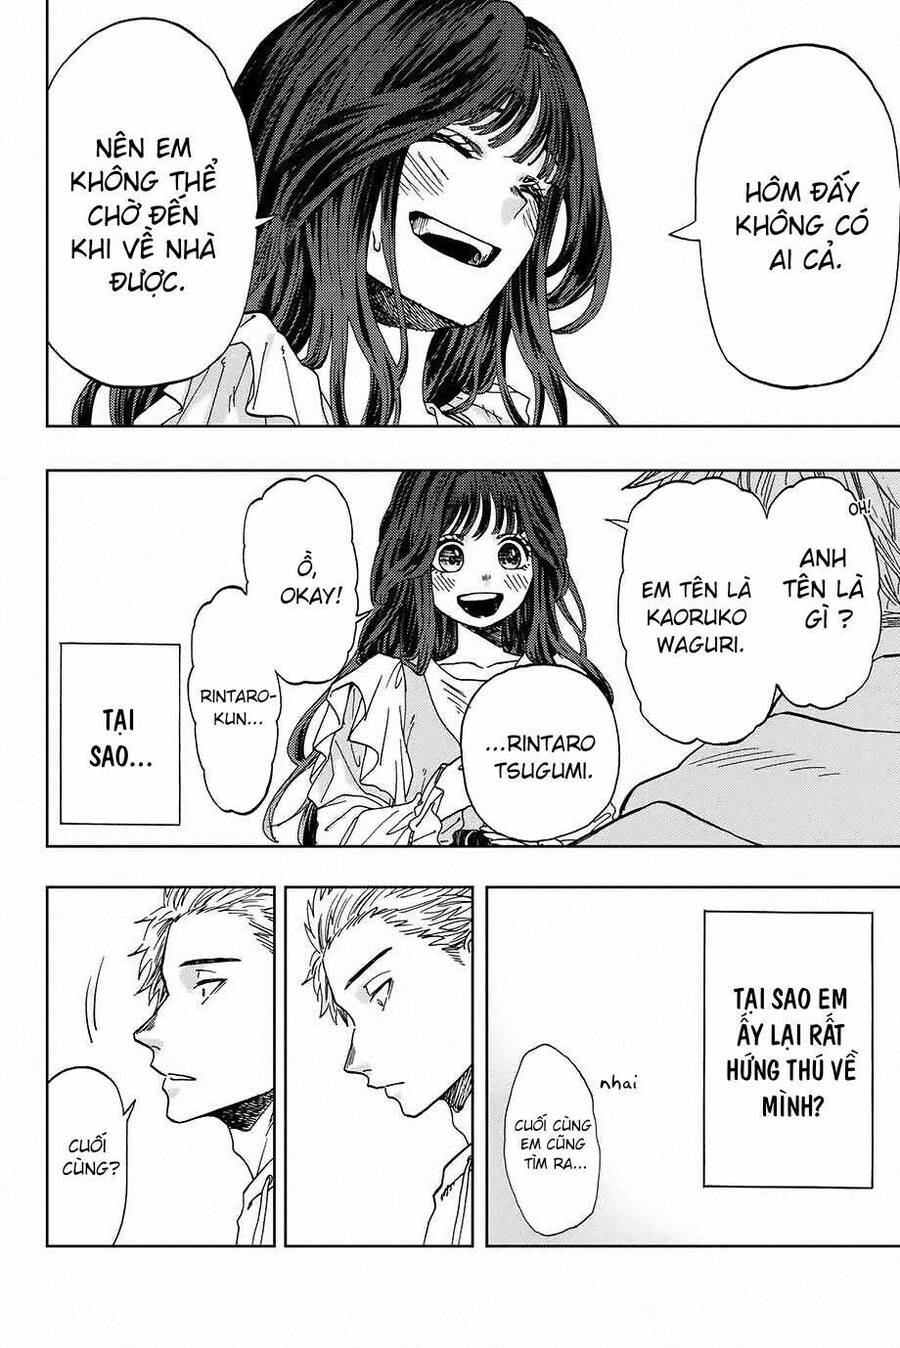 HÔM ĐẤY
KHÔNG CÓ
AI CẢ.
NÊN EM
KHÔNG THỂ
CHỜ ĐẾN
KHI VỀ NHÀ
ĐƯỢC.
OH!
ANH
TÊN LÀ
GÌ ?
EM TÊN LÀ
KAORUKO
WAGURI.
...RINTARO
TSUGUMI.
Ồ,
OKAY!
RINTARO-
KUN...
TẠI
SAO...
TẠI SAO EM
ẤY LẠI RẤT
HỨNG THÚ VỀ
MÌNH?
nhai
CUỐI CÙNG
EM CŨNG
TÌM RA...
CUỐI
CÙNG?